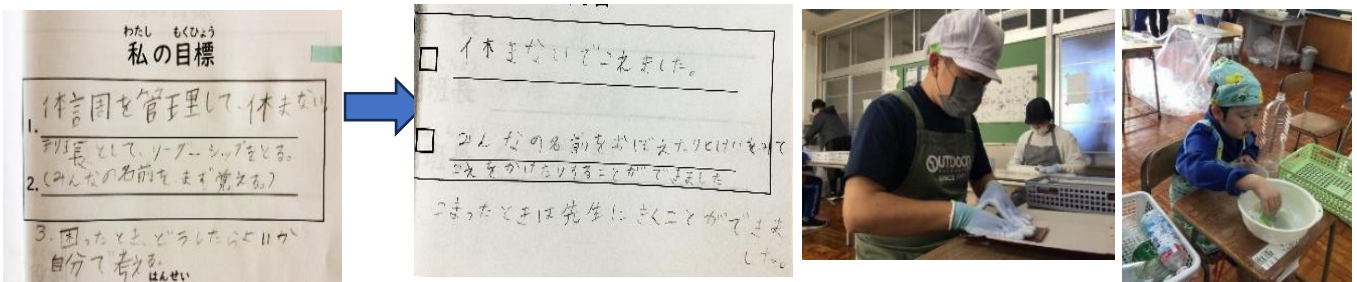 わたし もくひょう
私の目標
1. 体調を管理して、休まない
班長として、リーダーシップをとる。
2. (みんなの名前をまず覚える。)
3. 困ったとき、どうしたらよいか
自分で考える。
はんせい
休まないでこれました。
みんなの名前をおぼえたりとけいをみて
こえをかけたりすることができました
こまったときは先生にきくことができま
した。
OUTDOOR